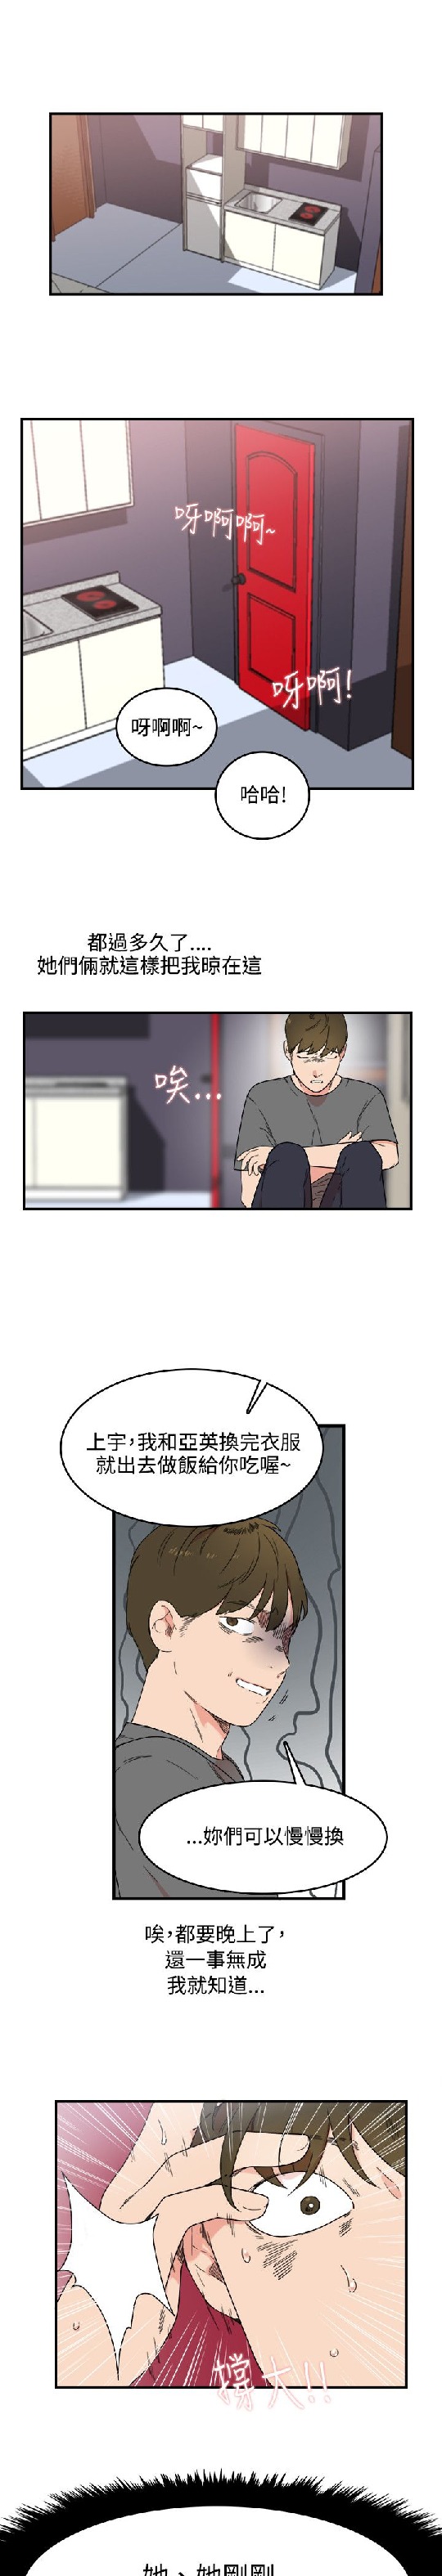 呀啊啊~
呀啊!
呀啊啊~
哈哈!
都過多久了....
她們倆就這樣把我晾在這
唉...
上宇,我和亞英換完衣服
就出去做飯給你吃喔~
...妳們可以慢慢換
唉,都要晚上了,
還一事無成
我就知道...
撐大!!
她、她剛剛